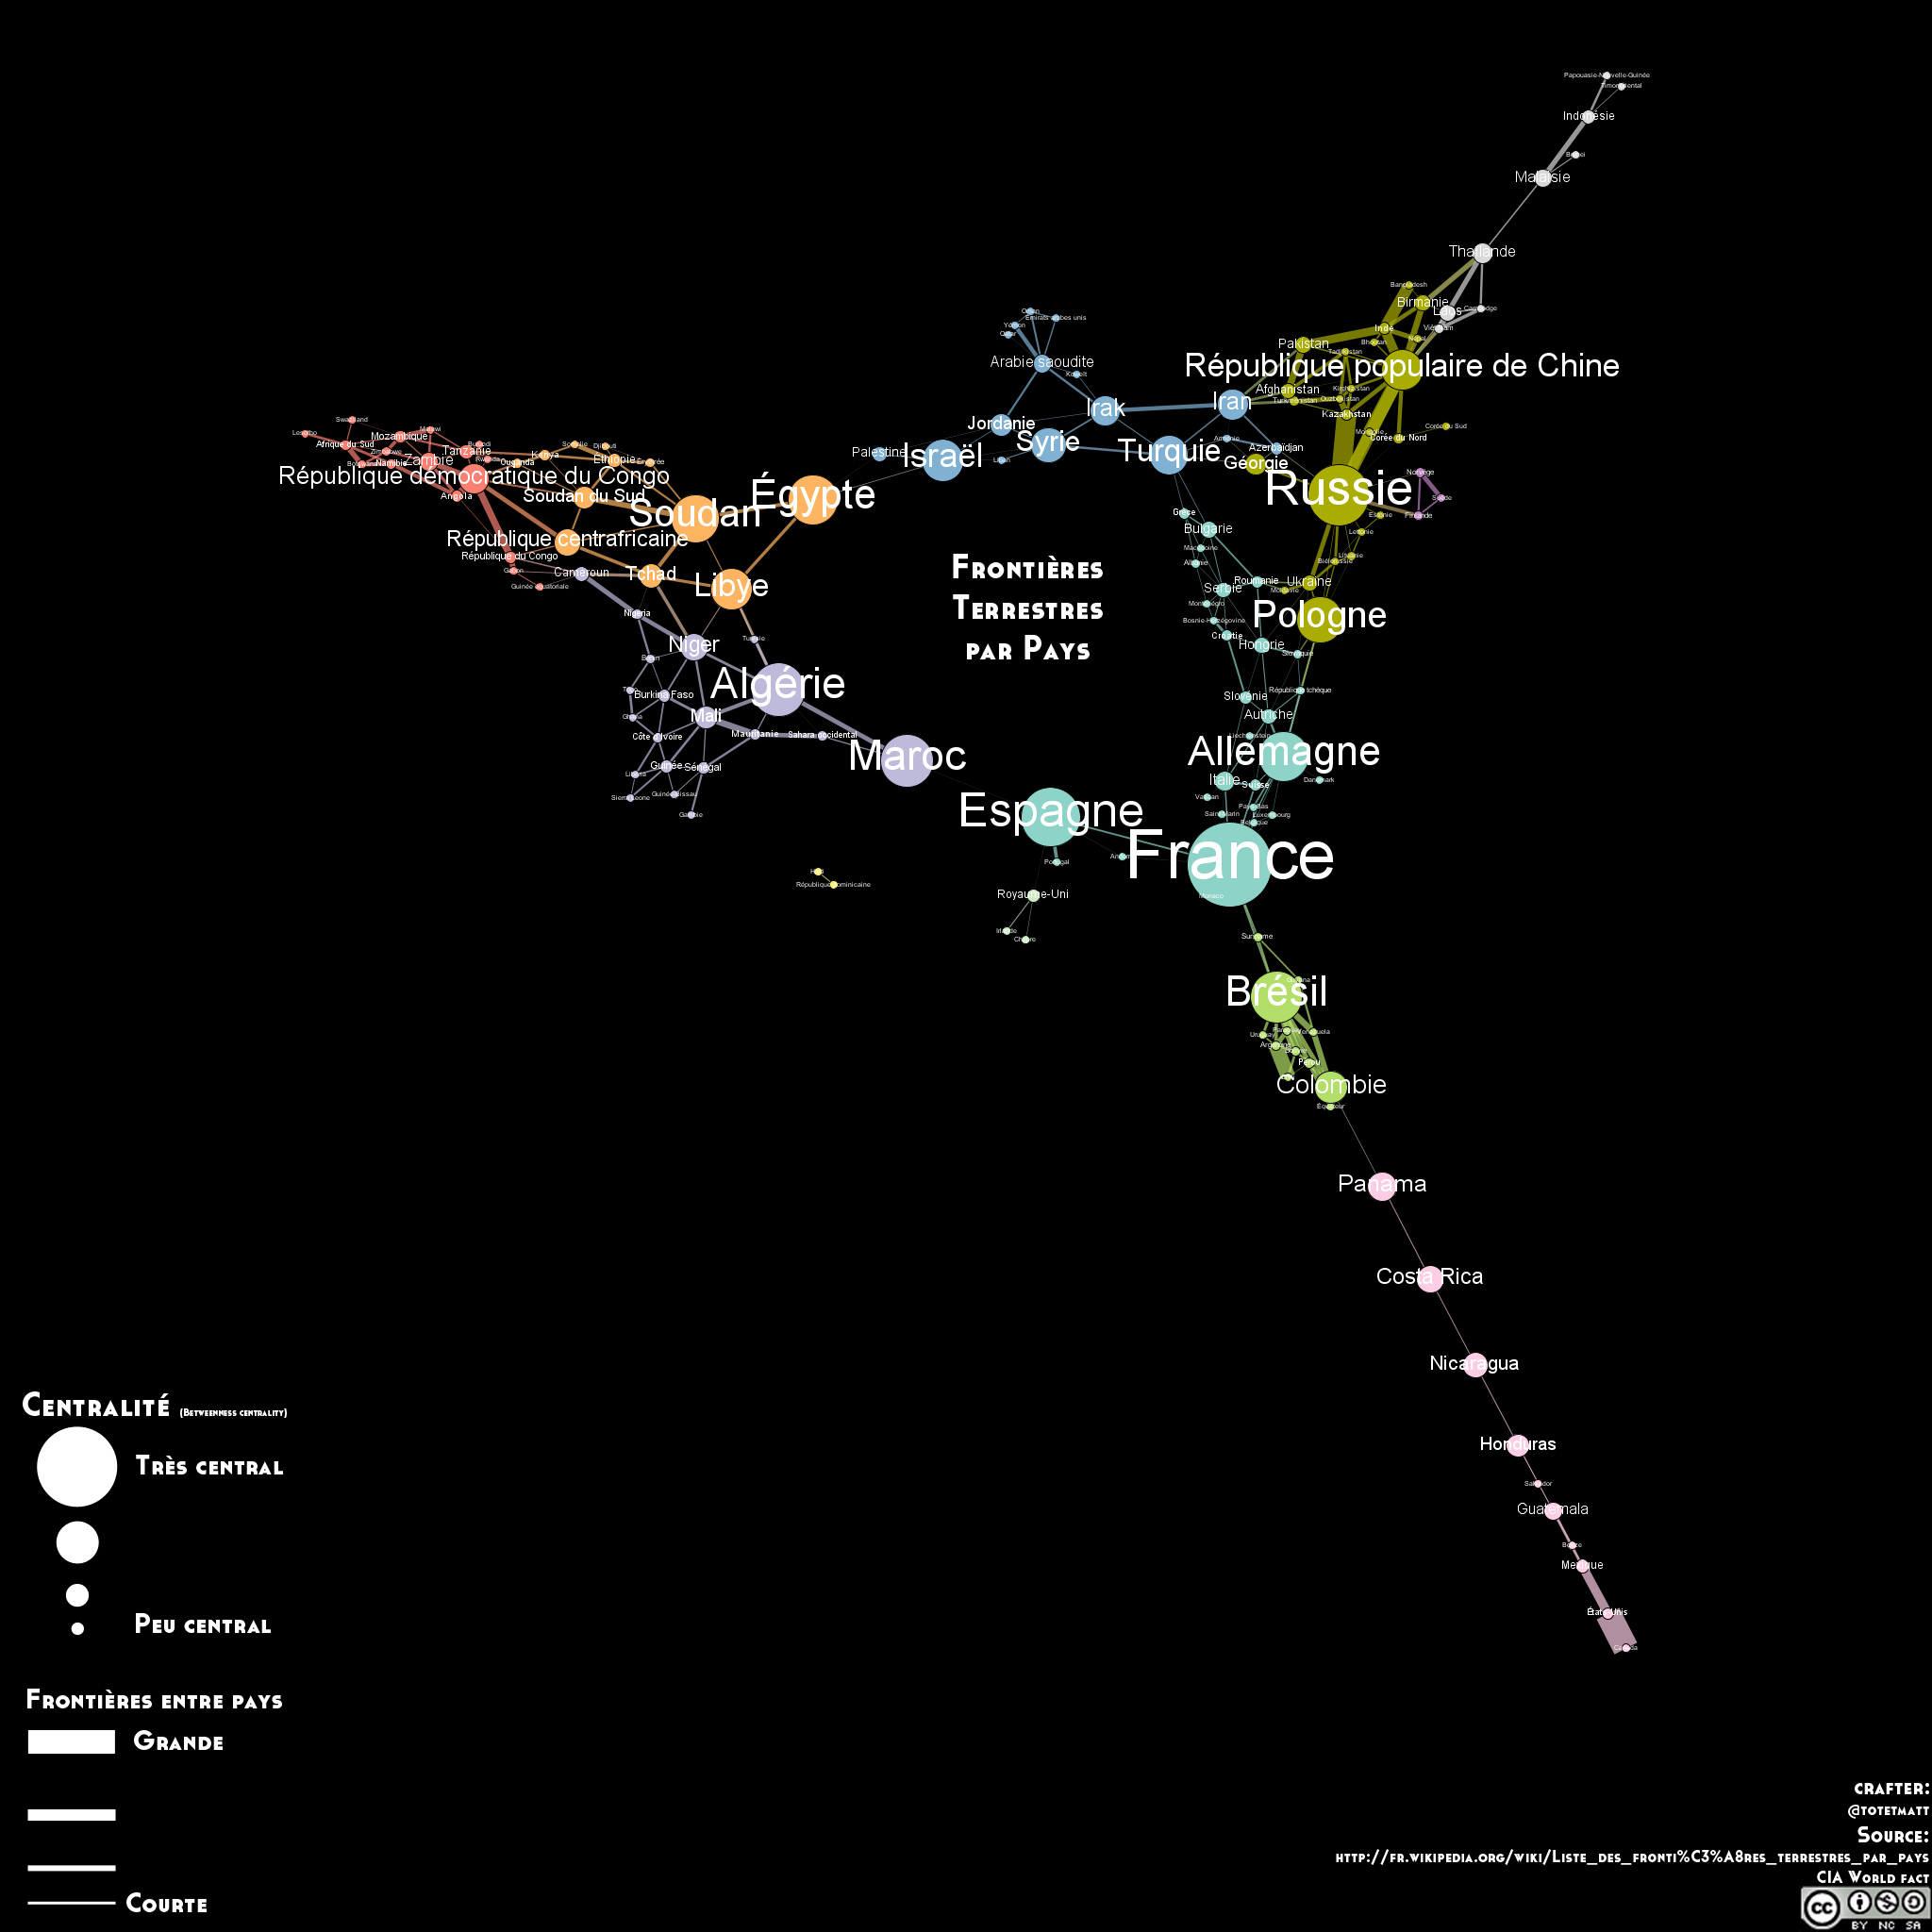 Papouasie-Nouvelle-Guinée
Timor oriental
Indonésie
Brunei
Malaisie
Thaïlande
Bangladesh
Birmanie
Laos
Cambodge
Inde
Viêtnam
Népal
Bhoutan
Pakistan
Tadjikistan
République populaire de Chine
Afghanistan
Kirghizistan
Turkménistan
Ouzbékistan
Kazakhstan
Mongolie
Corée du Nord
Corée du Sud
Oman
Émirats arabes unis
Yémen
Qatar
Arabie saoudite
Koweït
Irak
Iran
Jordanie
Syrie
Turquie
Arménie
Azerbaïdjan
Géorgie
Palestine
Israël
Liban
Russie
Norvège
Suède
Finlande
Estonie
Lettonie
Lituanie
Biélorussie
Swaziland
Lesotho
Afrique du Sud
Mozambique
Malawi
Zimbabwe
Botswana
Namibie
Zambie
Tanzanie
Burundi
Rwanda
Ouganda
Kenya
Somalie
Djibouti
Éthiopie
Érythrée
République démocratique du Congo
Angola
Soudan du Sud
Soudan
Égypte
République centrafricaine
République du Congo
Gabon
Guinée équatoriale
Cameroun
Tchad
Libye
Nigeria
Niger
Tunisie
Bénin
Algérie
Togo
Burkina Faso
Ghana
Mali
Côte d'Ivoire
Mauritanie
Sahara occidental
Maroc
Guinée
Sénégal
Liberia
Sierra Leone
Guinée-Bissau
Gambie
Frontières
Terrestres
par Pays
Grèce
Bulgarie
Macédoine
Albanie
Roumanie
Ukraine
Moldavie
Serbie
Monténégro
Pologne
Bosnie-Herzégovine
Croatie
Hongrie
Slovaquie
Slovénie
République tchèque
Autriche
Liechtenstein
Allemagne
Italie
Suisse
Danemark
Vatican
Pays-Bas
Saint-Marin
Luxembourg
Belgique
Espagne
Portugal
Andorre
France
Monaco
Haïti
République dominicaine
Royaume-Uni
Irlande
Chypre
Suriname
Guyana
Brésil
Uruguay
Paraguay
Venezuela
Argentine
Bolivie
Pérou
Colombie
Équateur
Panama
Costa Rica
Nicaragua
Honduras
Salvador
Guatemala
Belize
Mexique
États-Unis
Canada
Centralité (Betweenness centrality)
Très central
Peu central
Frontières entre pays
Grande
Courte
crafter:
@totetmatt
Source:
http://fr.wikipedia.org/wiki/Liste_des_fronti%C3%A8res_terrestres_par_pays
CIA World fact
cc
BY NC SA